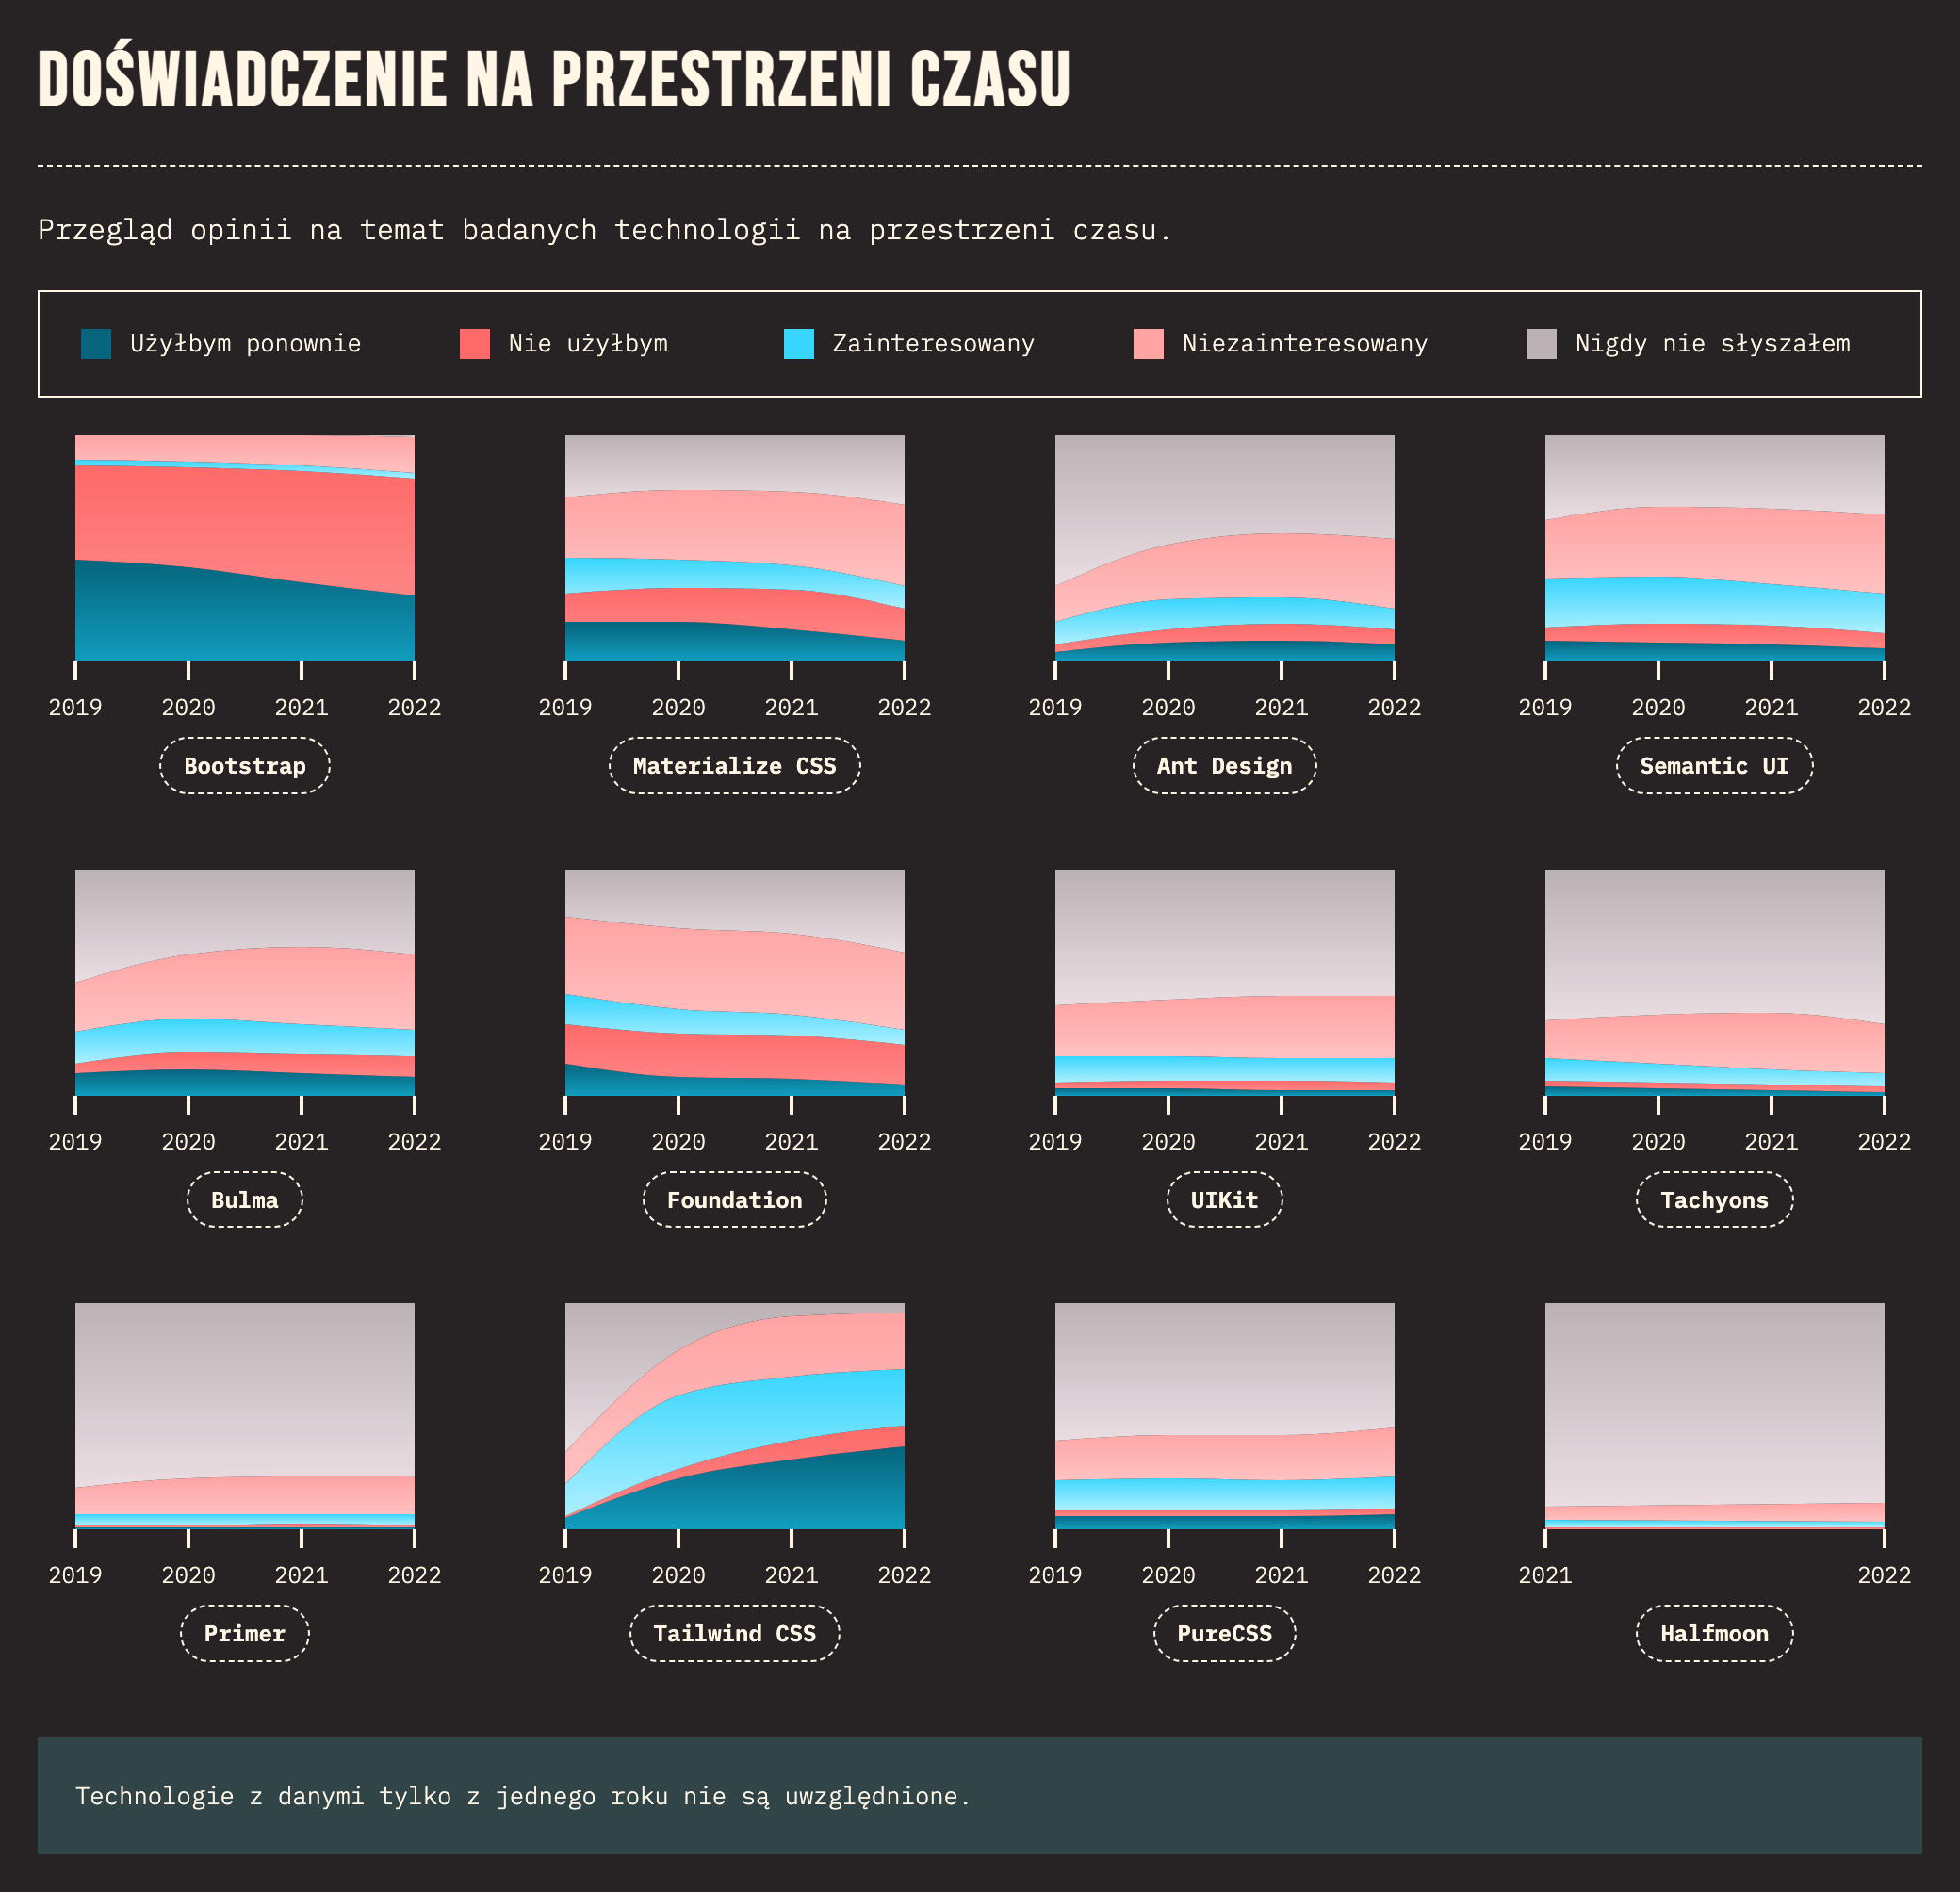 DOŚWIADCZENIE NA PRZESTRZENI CZASU
Przegląd opinii na temat badanych technologii na przestrzeni czasu.
Użyłbym ponownie Nie użyłbym Zainteresowany Niezainteresowany Nigdy nie słyszałem
2019 2020 2021 2022 2019 2020 2021 2022 2019 2020 2021 2022 2019 2020 2021 2022
Bootstrap Materialize CSS Ant Design Semantic UI
2019 2020 2021 2022 2019 2020 2021 2022 2019 2020 2021 2022 2019 2020 2021 2022
Bulma Foundation UIKit Tachyons
2019 2020 2021 2022 2019 2020 2021 2022 2019 2020 2021 2022 2021 2022
Primer Tailwind CSS PureCSS Halfmoon
Technologie z danymi tylko z jednego roku nie są uwzględnione.